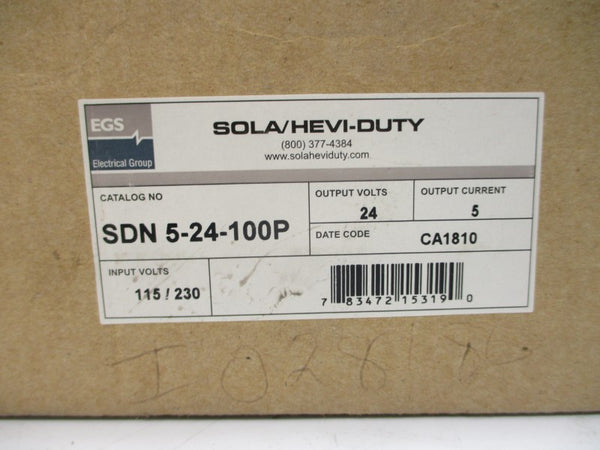 EGS
Electrical Group
SOLA/HEVI-DUTY
(800) 377-4384
www.solaheviduty.com
CATALOG NO
SDN 5-24-100P
OUTPUT VOLTS
24
OUTPUT CURRENT
5
DATE CODE CA1810
INPUT VOLTS
115 / 230
7 83472 15319 0